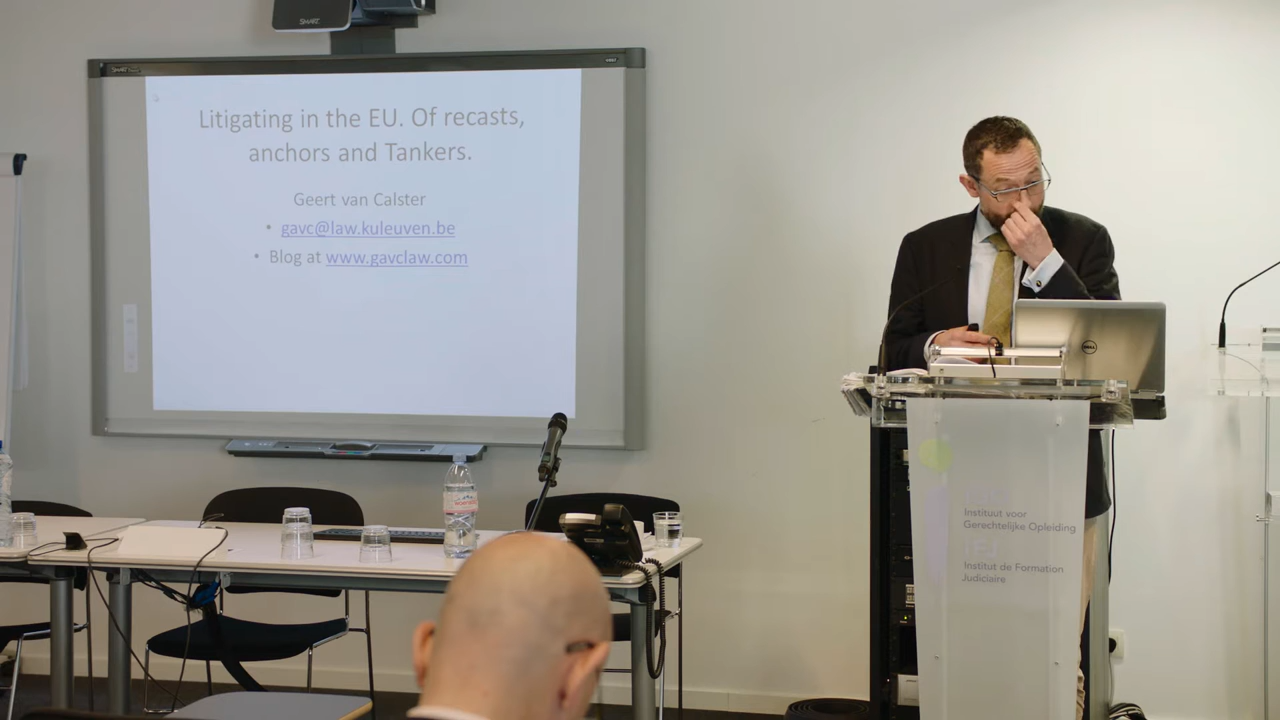 SMART
Litigating in the EU. Of recasts,
anchors and Tankers.
Geert van Calster
• gavc@law.kuleuven.be
• Blog at www.gavclaw.com
DELL
Instituut voor
Gerechtelijke Opleiding
Institut de Formation
Judiciaire